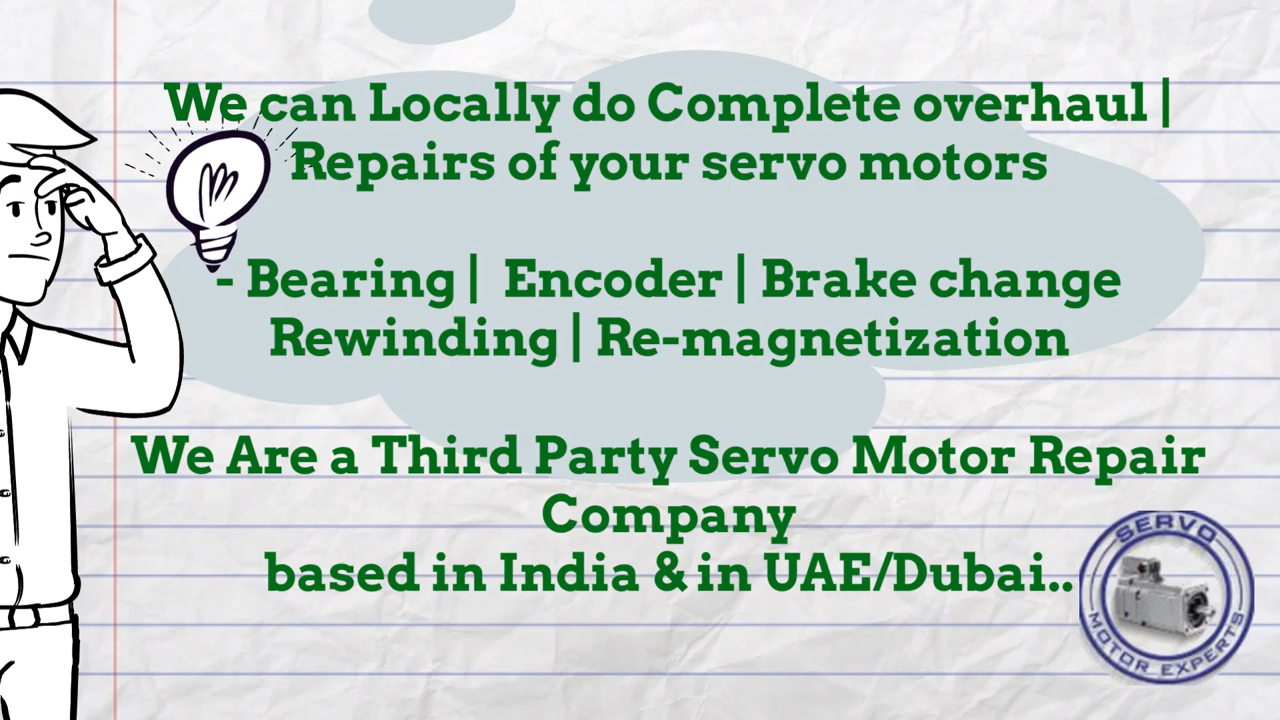 We can Locally do Complete overhaul |
Repairs of your servo motors
- Bearing | Encoder | Brake change
Rewinding | Re-magnetization
We Are a Third Party Servo Motor Repair
Company
based in India & in UAE/Dubai..
SERVO
MOTOR EXPERTS